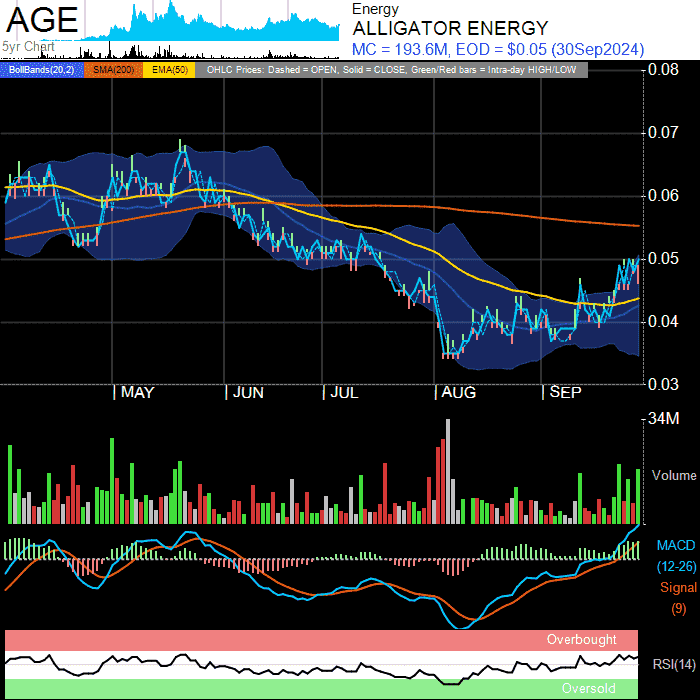 AGE
5yr Chart
Energy
ALLIGATOR ENERGY
MC = 193.6M, EOD = $0.05 (30Sep2024)
BollBands(20,2) SMA(200) EMA(50) OHLC Prices: Dashed = OPEN, Solid = CLOSE, Green/Red bars = Intra-day HIGH/LOW
0.08
0.07
0.06
0.05
0.04
0.03
| MAY | JUN | JUL | AUG | SEP
34M
Volume
MACD
(12-26)
Signal
(9)
Overbought
RSI(14)
Oversold